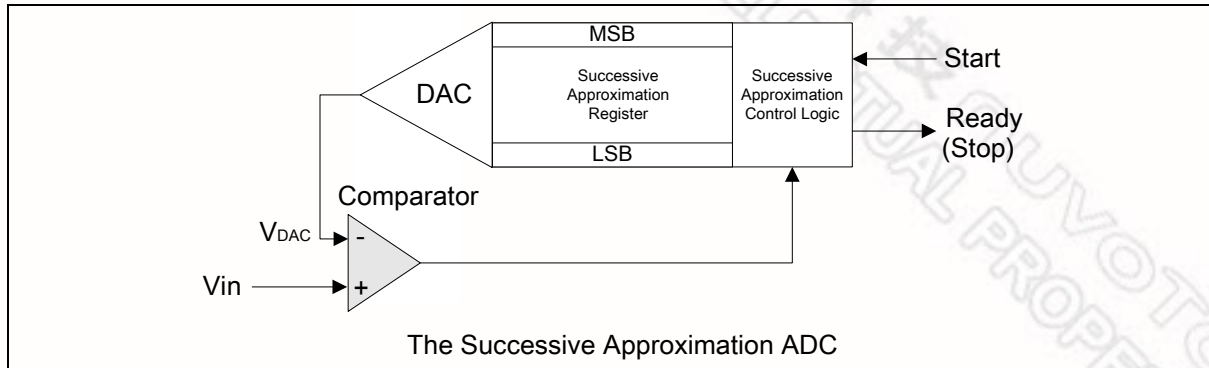 MSB
DAC
Successive
Approximation
Register
Successive
Approximation
Control Logic
Start
Ready
(Stop)
LSB
Comparator
VDAC
-
Vin
+
The Successive Approximation ADC